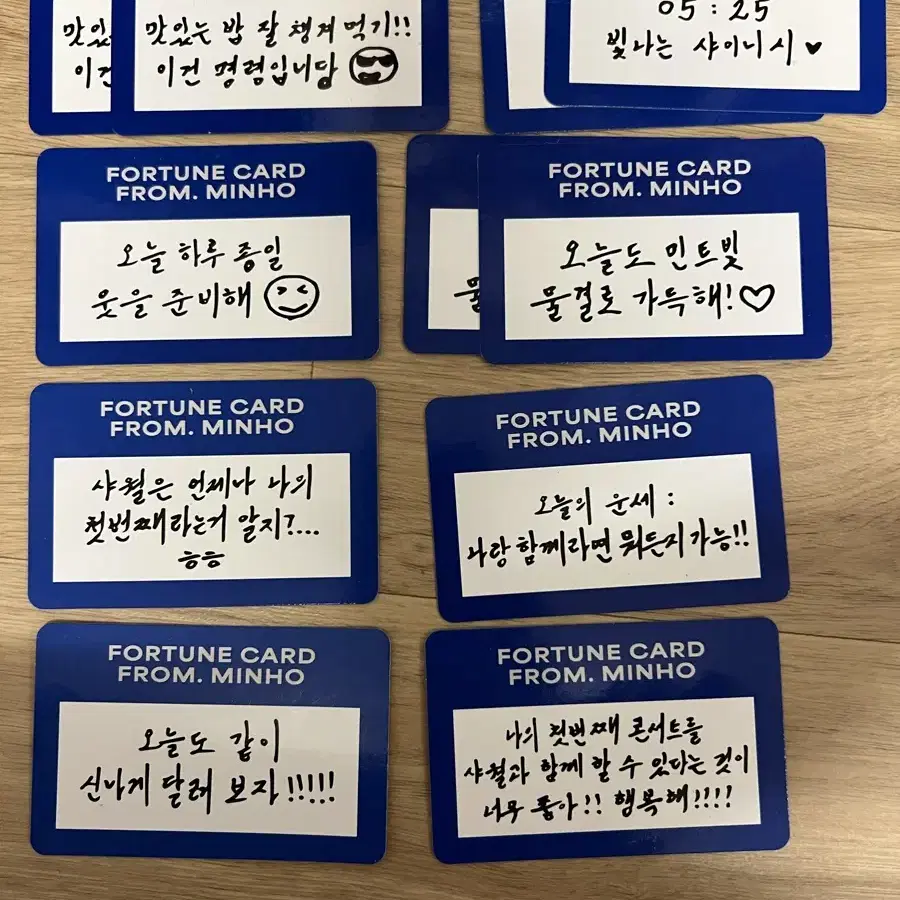 맛있
이건
맛있는 밥 잘 챙겨 먹기!!
이건 명령입니당
05:25
빛나는 샤이니 시 ♥
FORTUNE CARD
FROM. MINHO
오늘 하루 종일
웃을 준비해
물
FORTUNE CARD
FROM. MINHO
오늘도 민트빛
물결로 가득해!♡
FORTUNE CARD
FROM. MINHO
샤월은 언제나 나의
첫번째라는거 알지?....
ㅎㅎ
FORTUNE CARD
FROM. MINHO
오늘의 운세 :
나랑 함께라면 뭐든지 가능!!
FORTUNE CARD
FROM. MINHO
오늘도 같이
신나게 달려 보자!!!!!
FORTUNE CARD
FROM. MINHO
나의 첫번째 콘서트를
샤월과 함께 할 수 있다는 것이
너무 좋아!! 행복해!!!!